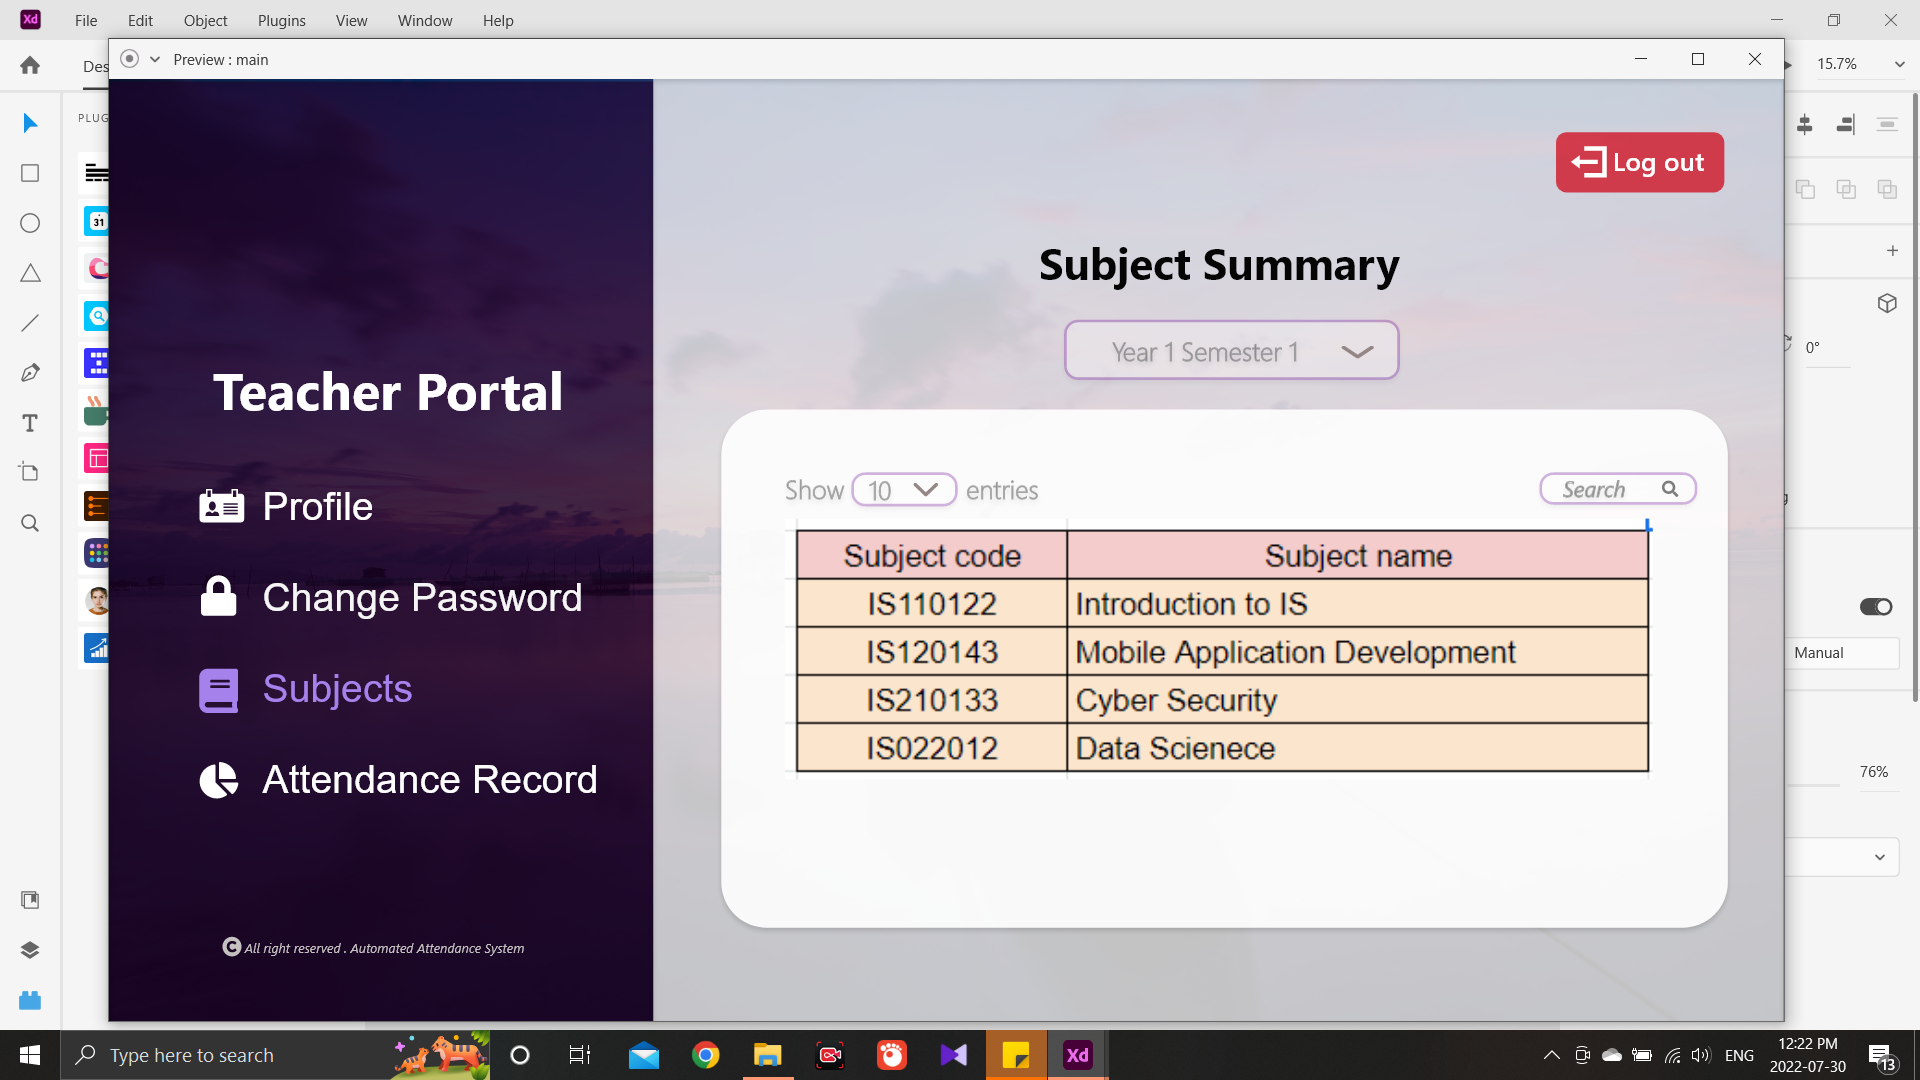 Xd File Edit Object Plugins View Window Help
Des
Preview : main
15.7%
PLUG
31
Log out
Subject Summary
Year 1 Semester 1
0°
Teacher Portal
Profile
Change Password
Subjects
Attendance Record
Show 10 entries
Search
Subject code Subject name
IS110122 Introduction to IS
IS120143 Mobile Application Development
IS210133 Cyber Security
IS022012 Data Scienece
Manual
76%
C All right reserved . Automated Attendance System
Type here to search
Xd
ENG
12:22 PM
2022-07-30
13